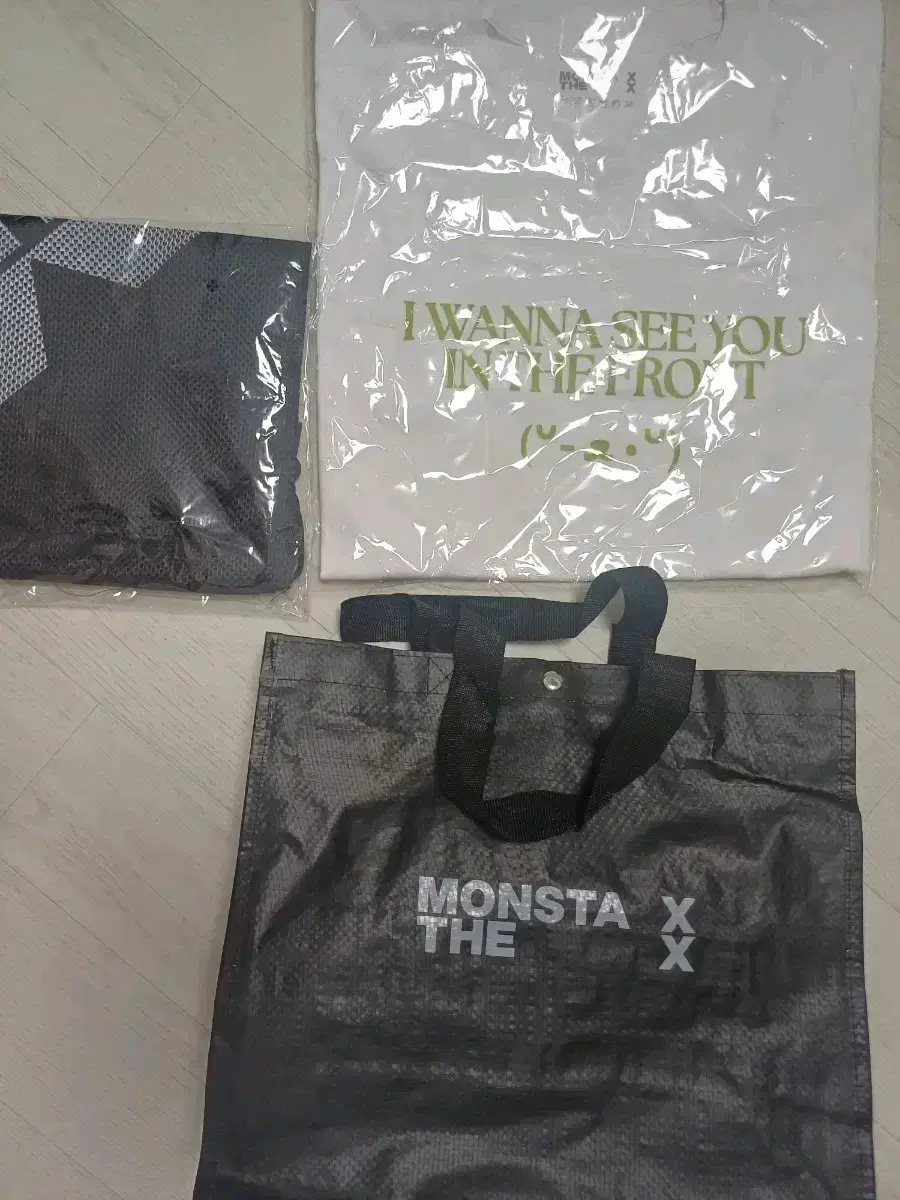 MONSTA X
THE X
I WANNA SEE YOU
IN THE FRONT
MONSTA X
THE X